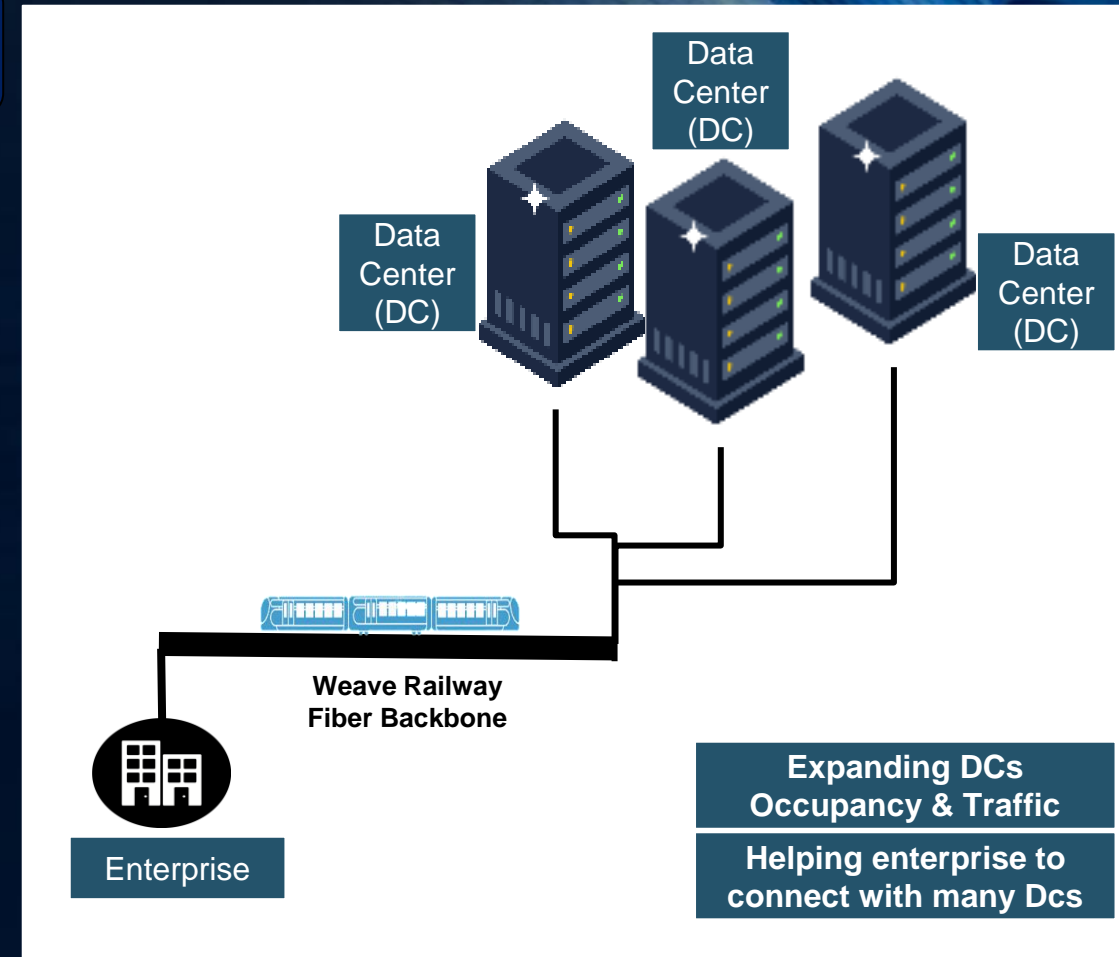 Data
Center
(DC)
Data
Center
(DC)
Data
Center
(DC)
Weave Railway
Fiber Backbone
Enterprise
Expanding DCs
Occupancy & Traffic
Helping enterprise to
connect with many Dcs